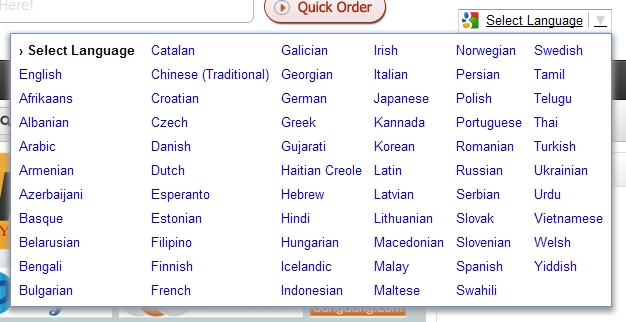 Here!
Quick Order
Select Language ▼
› Select Language
English
Afrikaans
Albanian
Arabic
Armenian
Azerbaijani
Basque
Belarusian
Bengali
Bulgarian
Catalan
Chinese (Traditional)
Croatian
Czech
Danish
Dutch
Esperanto
Estonian
Filipino
Finnish
French
Galician
Georgian
German
Greek
Gujarati
Haitian Creole
Hebrew
Hindi
Hungarian
Icelandic
Indonesian
Irish
Italian
Japanese
Kannada
Korean
Latin
Latvian
Lithuanian
Macedonian
Malay
Maltese
Norwegian
Persian
Polish
Portuguese
Romanian
Russian
Serbian
Slovak
Slovenian
Spanish
Swahili
Swedish
Tamil
Telugu
Thai
Turkish
Ukrainian
Urdu
Vietnamese
Welsh
Yiddish